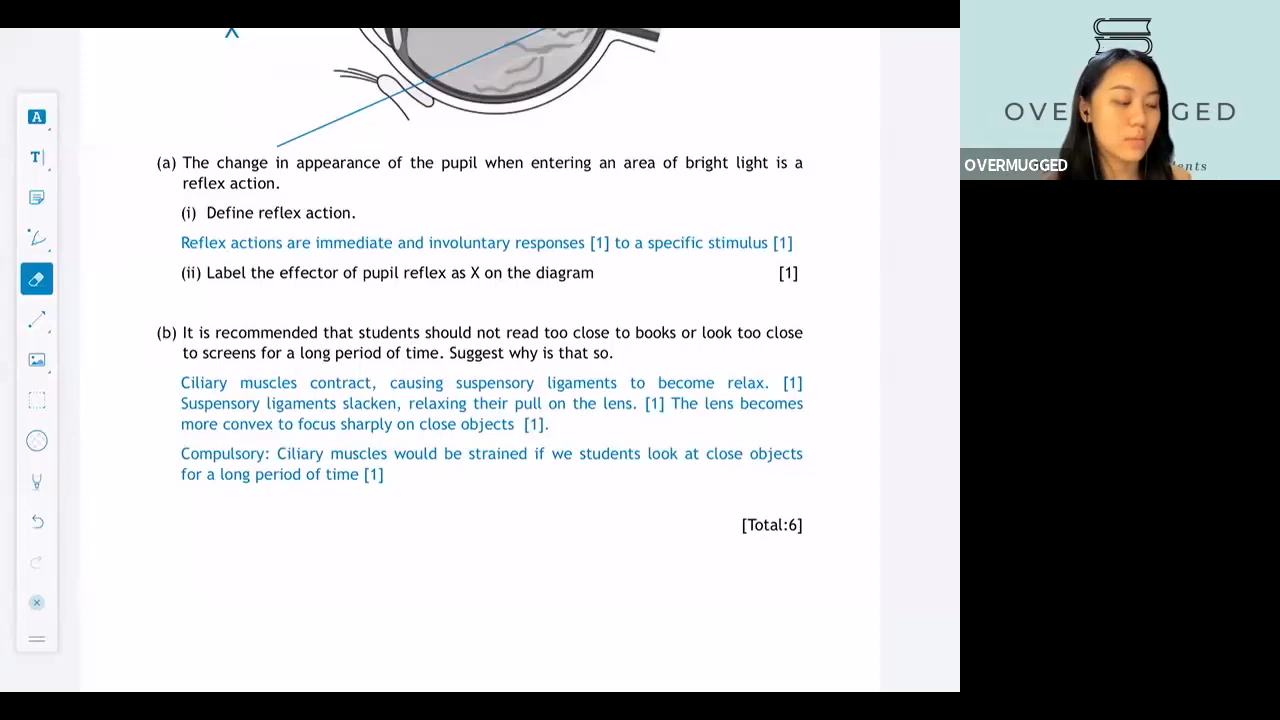 X
(a) The change in appearance of the pupil when entering an area of bright light is a
reflex action.
(i) Define reflex action.
Reflex actions are immediate and involuntary responses [1] to a specific stimulus [1]
(ii) Label the effector of pupil reflex as X on the diagram [1]
(b) It is recommended that students should not read too close to books or look too close
to screens for a long period of time. Suggest why is that so.
Ciliary muscles contract, causing suspensory ligaments to become relax. [1]
Suspensory ligaments slacken, relaxing their pull on the lens. [1] The lens becomes
more convex to focus sharply on close objects [1].
Compulsory: Ciliary muscles would be strained if we students look at close objects
for a long period of time [1]
[Total:6]
A
T
OVE GED
OVERMUGGED
ents